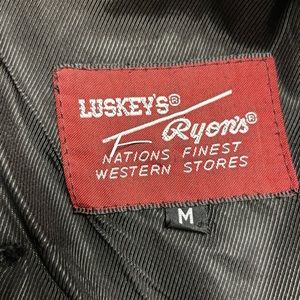 LUSKEY'S®
Ryon's®
NATIONS FINEST
WESTERN STORES
M